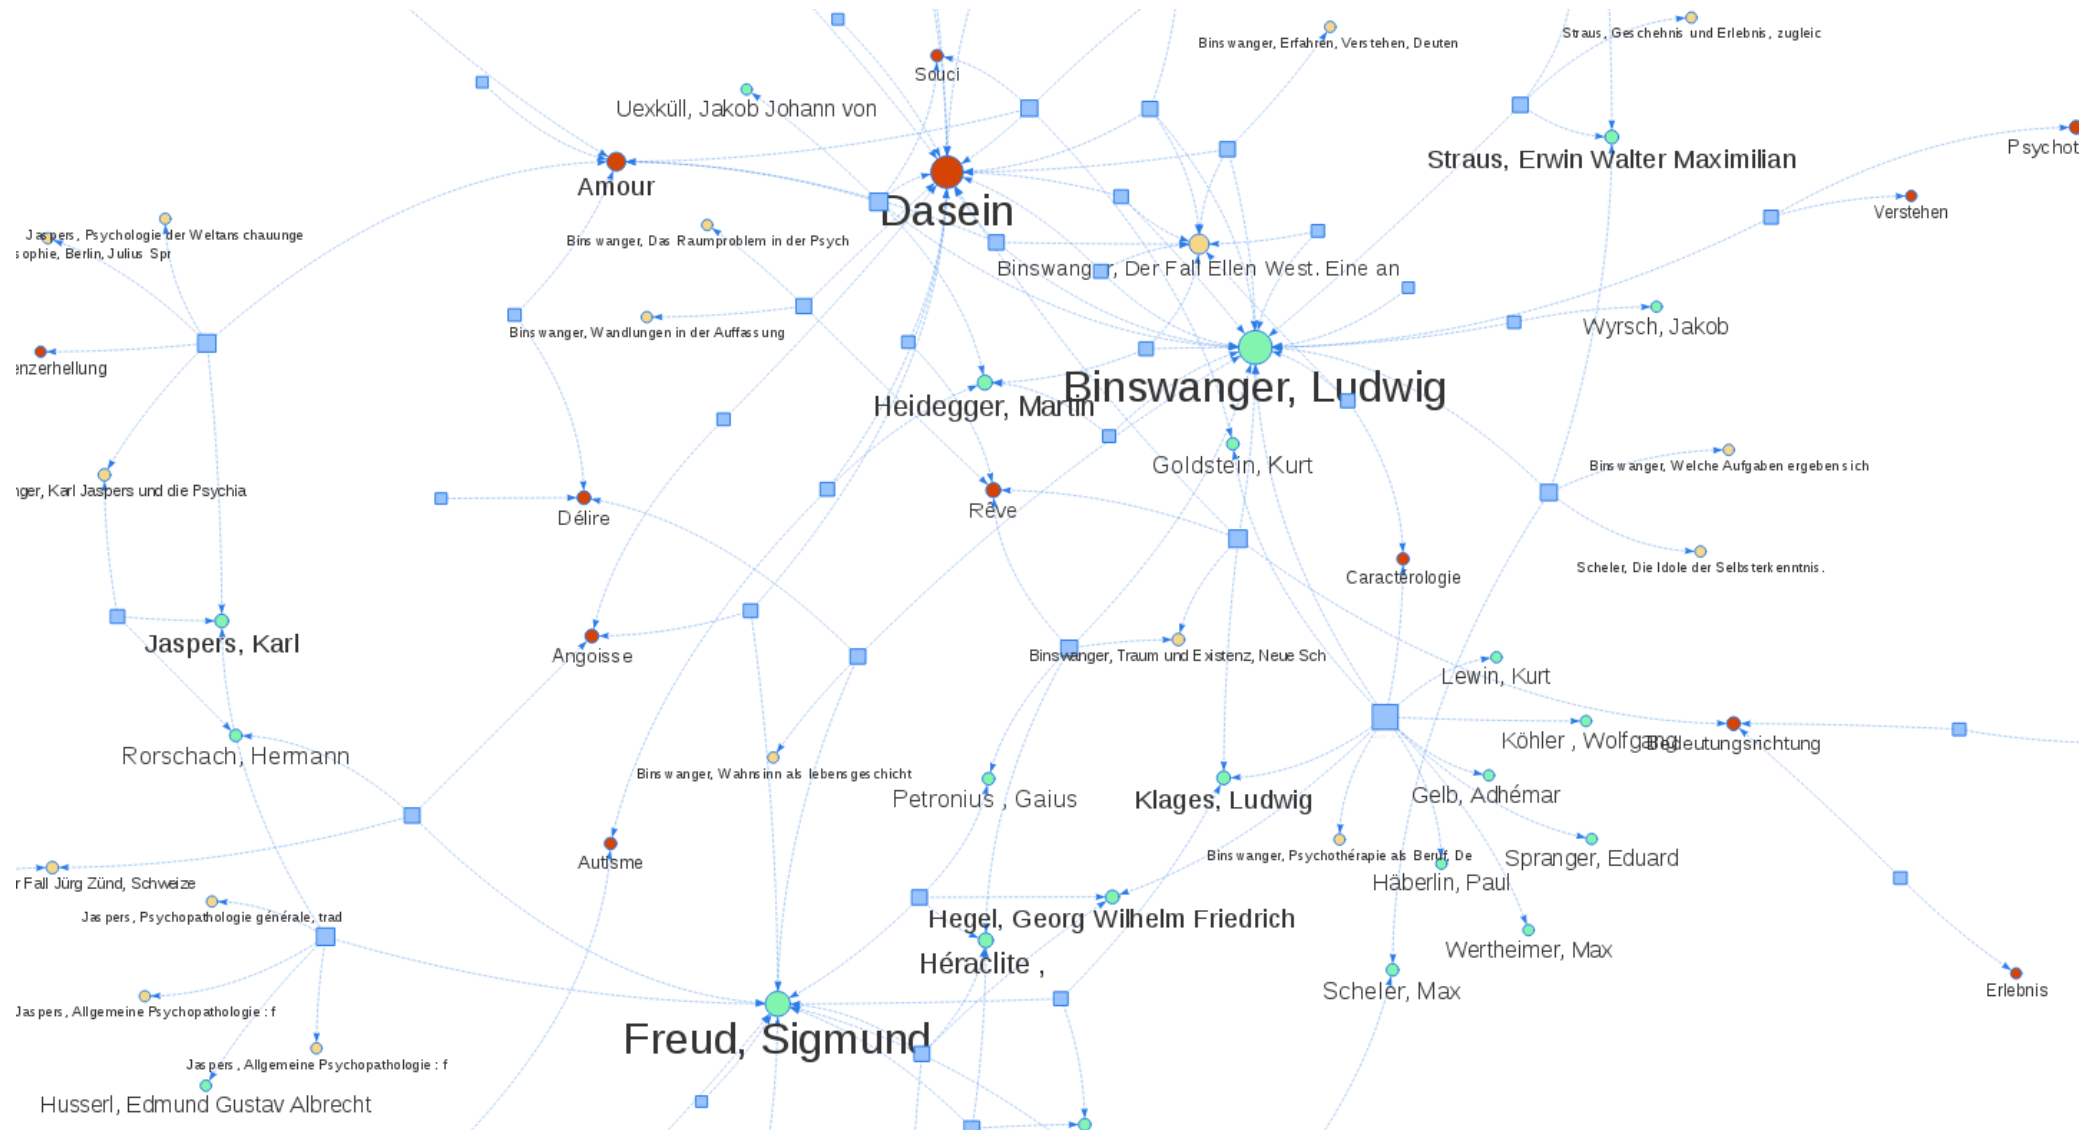 Straus, Geschehnis und Erlebnis, zugleic
Binswanger, Erfahren, Verstehen, Deuten
Souci
Uexküll, Jakob Johann von
Psychot
Straus, Erwin Walter Maximilian
Amour
Dasein
Verstehen
Jaspers, Psychologie der Weltanschauunge
Binswanger, Das Raumproblem in der Psych
sophie, Berlin, Julius Spr
Binswanger, Der Fall Ellen West. Eine an
Wyrsch, Jakob
Binswanger, Wandlungen in der Auffassung
enzerhellung
Binswanger, Ludwig
Heidegger, Martin
Goldstein, Kurt
Binswanger, Welche Aufgaben ergeben sich
nger, Karl Jaspers und die Psychia
Rêve
Délire
Scheler, Die Idole der Selbsterkenntnis.
Caractérologie
Jaspers, Karl
Angoisse
Binswanger, Traum und Existenz, Neue Sch
Lewin, Kurt
Köhler , Wolfgang
Bedeutungsrichtung
Rorschach, Hermann
Binswanger, Wahnsinn als lebensgeschicht
Gelb, Adhémar
Petronius , Gaius
Klages, Ludwig
Binswanger, Psychothérapie als Beruf, De
Spranger, Eduard
Autisme
Häberlin, Paul
r Fall Jürg Zünd, Schweize
Jaspers, Psychopathologie générale, trad
Hegel, Georg Wilhelm Friedrich
Wertheimer, Max
Héraclite ,
Scheler, Max
Erlebnis
Jaspers, Allgemeine Psychopathologie : f
Freud, Sigmund
Jaspers, Allgemeine Psychopathologie : f
Husserl, Edmund Gustav Albrecht